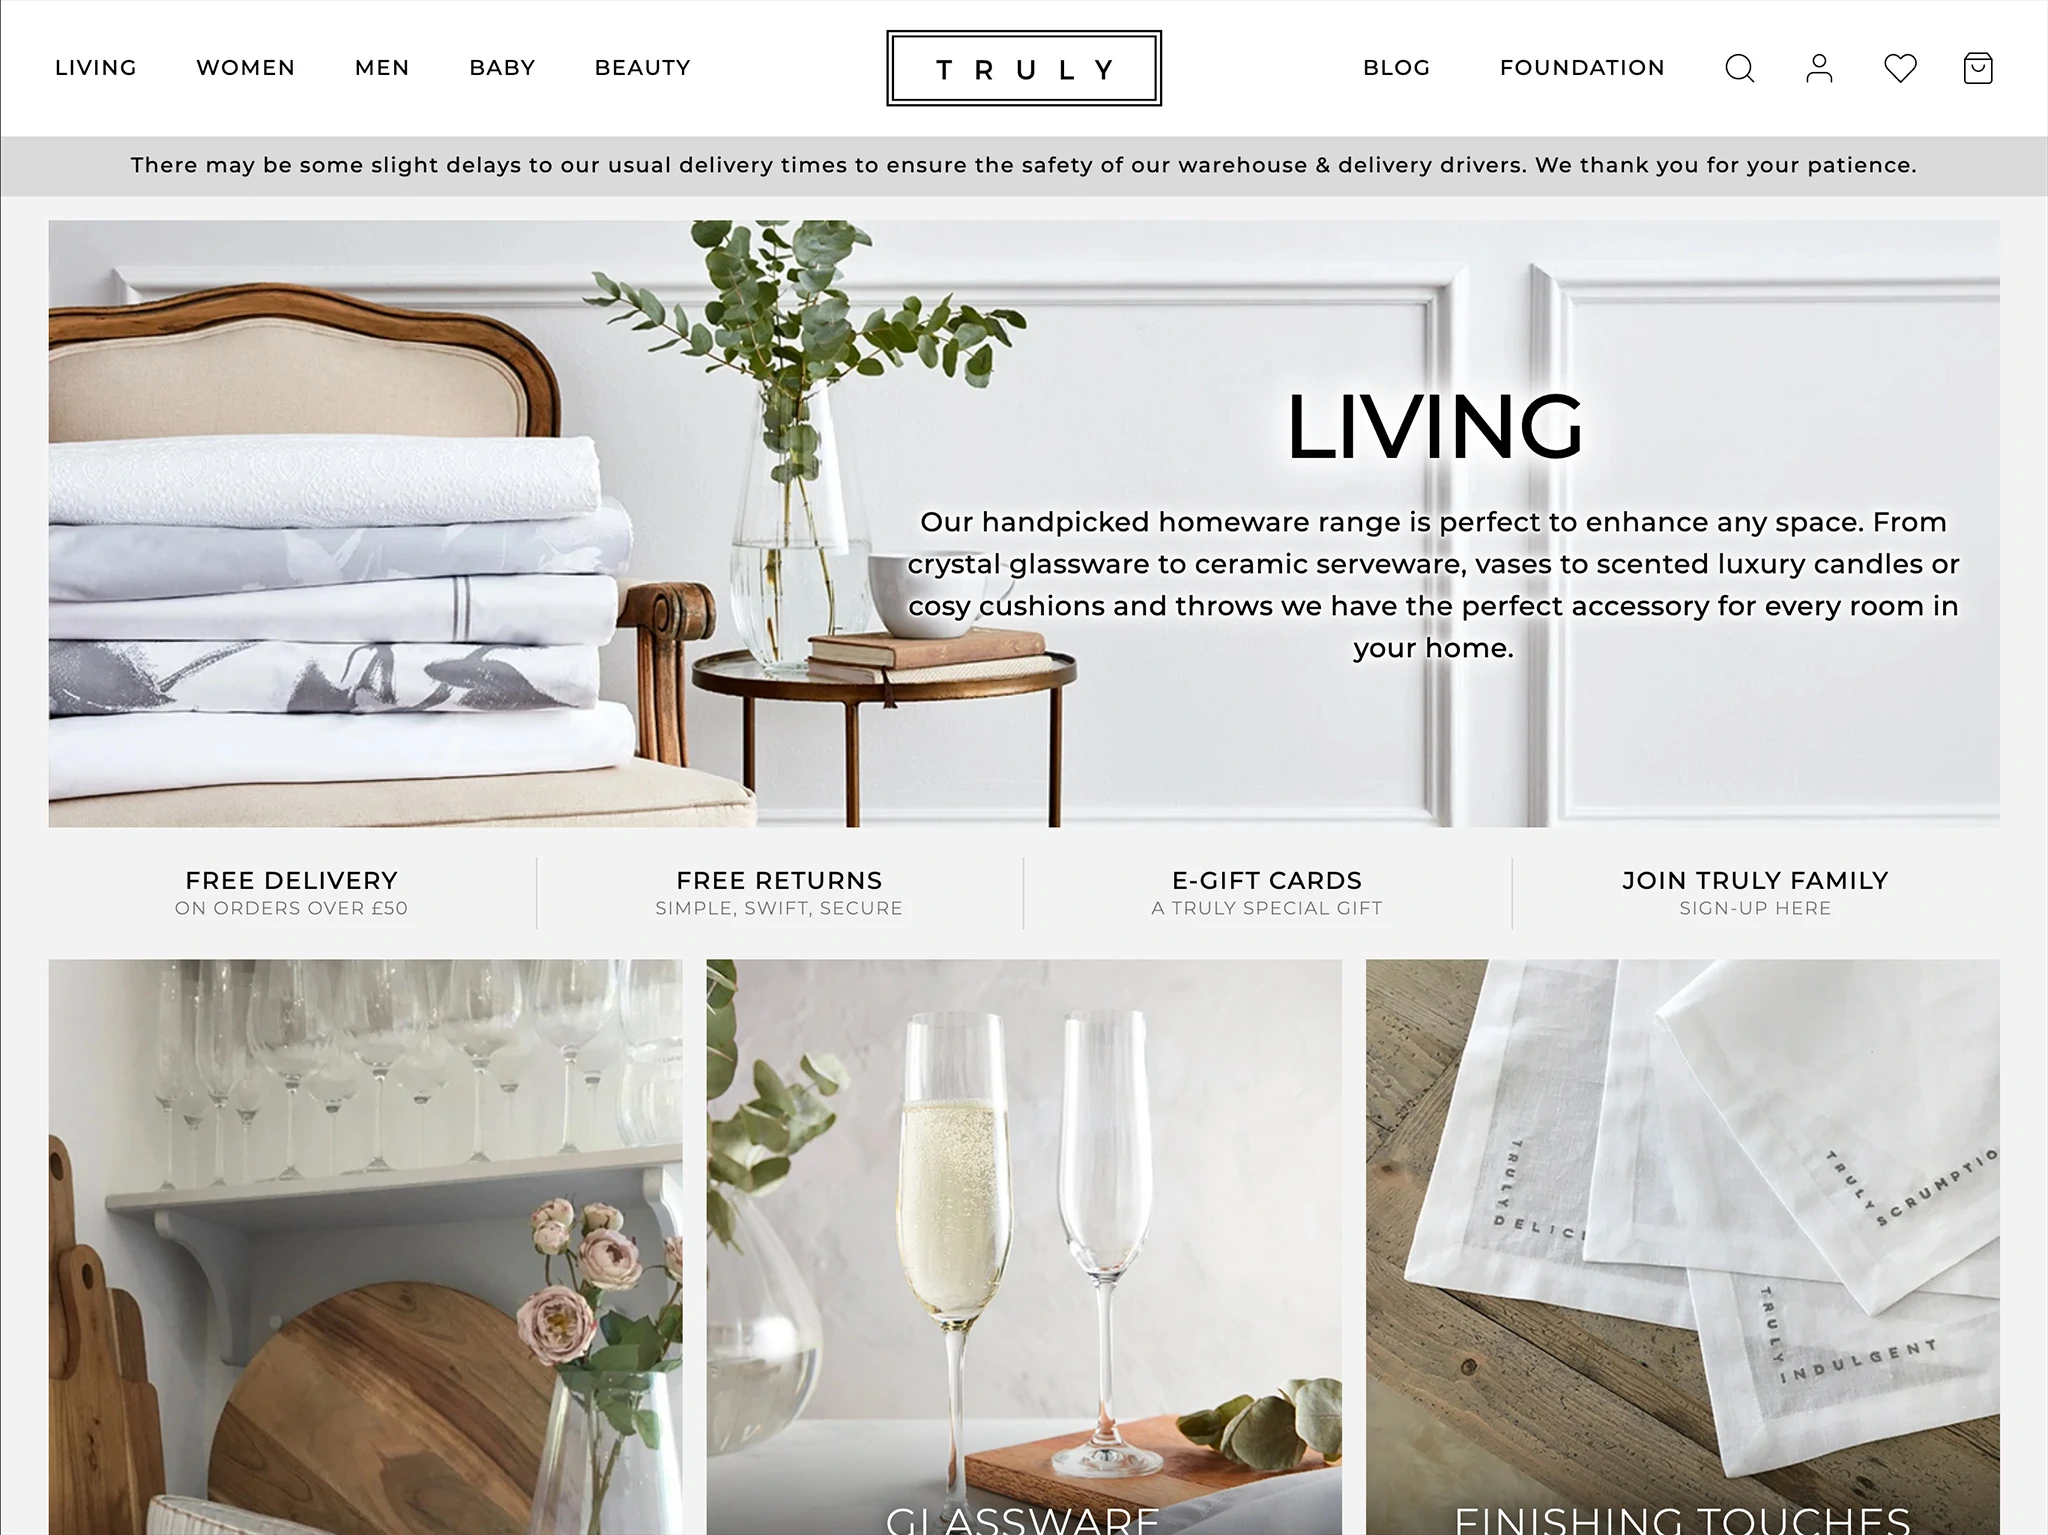 LIVING
WOMEN
MEN
BABY
BEAUTY
TRULY
BLOG
FOUNDATION
There may be some slight delays to our usual delivery times to ensure the safety of our warehouse & delivery drivers. We thank you for your patience.
LIVING
Our handpicked homeware range is perfect to enhance any space. From
crystal glassware to ceramic serveware, vases to scented luxury candles or
cosy cushions and throws we have the perfect accessory for every room in
your home.
FREE DELIVERY
ON ORDERS OVER £50
FREE RETURNS
SIMPLE, SWIFT, SECURE
E-GIFT CARDS
A TRULY SPECIAL GIFT
JOIN TRULY FAMILY
SIGN-UP HERE
TRULY
TRULY
TRULY
INDULGENT
GLASSWARE
FINISHING TOUCHES